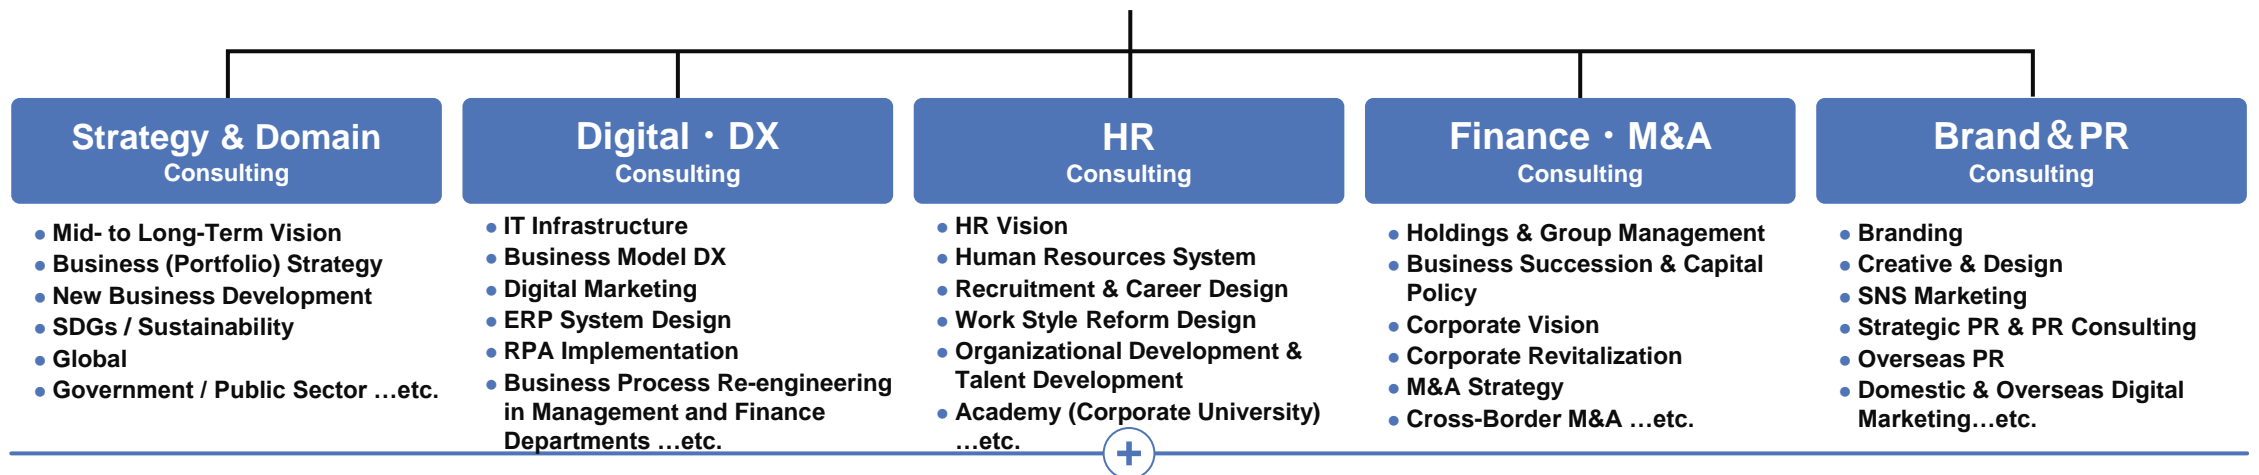 Strategy & Domain
Consulting
• Mid- to Long-Term Vision
• Business (Portfolio) Strategy
• New Business Development
• SDGs / Sustainability
• Global
• Government / Public Sector …etc.
Digital・DX
Consulting
• IT Infrastructure
• Business Model DX
• Digital Marketing
• ERP System Design
• RPA Implementation
• Business Process Re-engineering
in Management and Finance
Departments …etc.
HR
Consulting
• HR Vision
• Human Resources System
• Recruitment & Career Design
• Work Style Reform Design
• Organizational Development &
Talent Development
• Academy (Corporate University)
…etc.
Finance・M&A
Consulting
• Holdings & Group Management
• Business Succession & Capital
Policy
• Corporate Vision
• Corporate Revitalization
• M&A Strategy
• Cross-Border M&A …etc.
Brand＆PR
Consulting
• Branding
• Creative & Design
• SNS Marketing
• Strategic PR & PR Consulting
• Overseas PR
• Domestic & Overseas Digital
Marketing…etc.
+